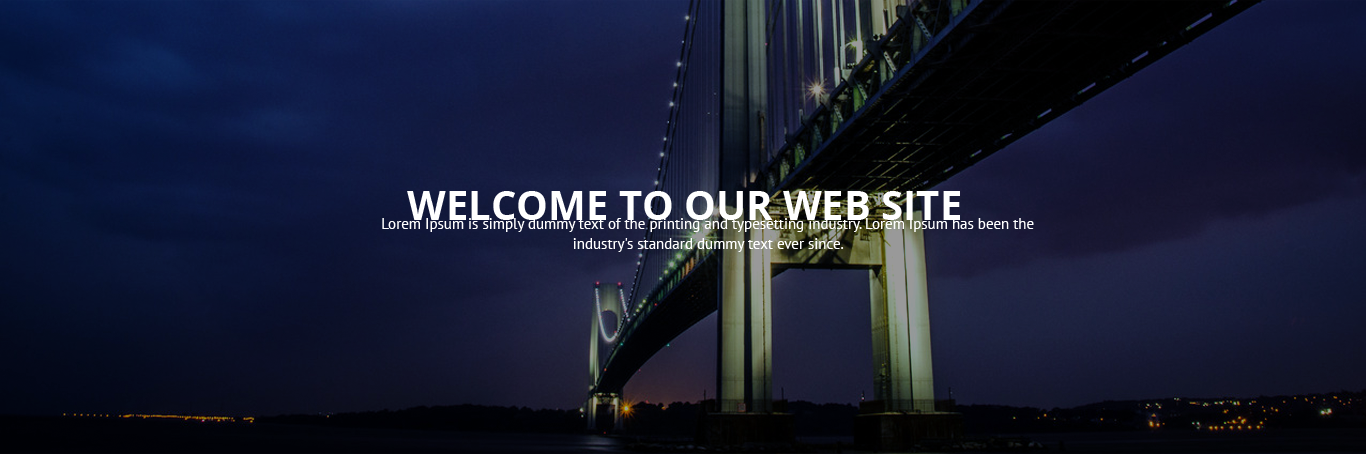 WELCOME TO OUR WEB SITE
Lorem Ipsum is simply dummy text of the printing and typesetting industry. Lorem Ipsum has been the
industry's standard dummy text ever since.